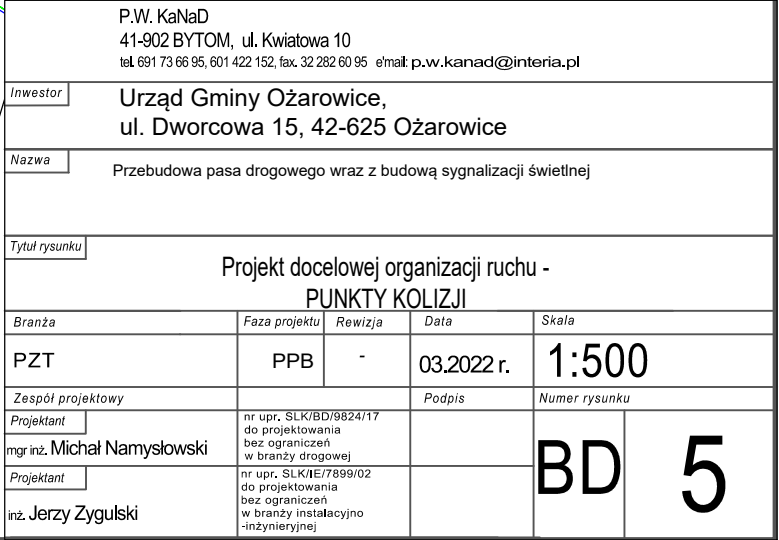 P.W. KaNaD
41-902 BYTOM, ul. Kwiatowa 10
tel. 691 73 66 95, 601 422 152, fax. 32 282 60 95 e'mail: p.w.kanad@interia.pl
Inwestor
Urząd Gminy Ożarowice,
ul. Dworcowa 15, 42-625 Ożarowice
Nazwa
Przebudowa pasa drogowego wraz z budową sygnalizacji świetlnej
Tytuł rysunku
Projekt docelowej organizacji ruchu -
PUNKTY KOLIZJI
Branża Faza projektu Rewizja Data Skala
PZT PPB - 03.2022 r. 1:500
Zespół projektowy Podpis Numer rysunku
Projektant
mgr inż. Michał Namysłowski
nr upr. SLK/BD/9824/17
do projektowania
bez ograniczeń
w branży drogowej
Projektant
inż. Jerzy Zygulski
nr upr. SLK/IE/7899/02
do projektowania
bez ograniczeń
w branży instalacyjno
-inżynieryjnej
BD 5